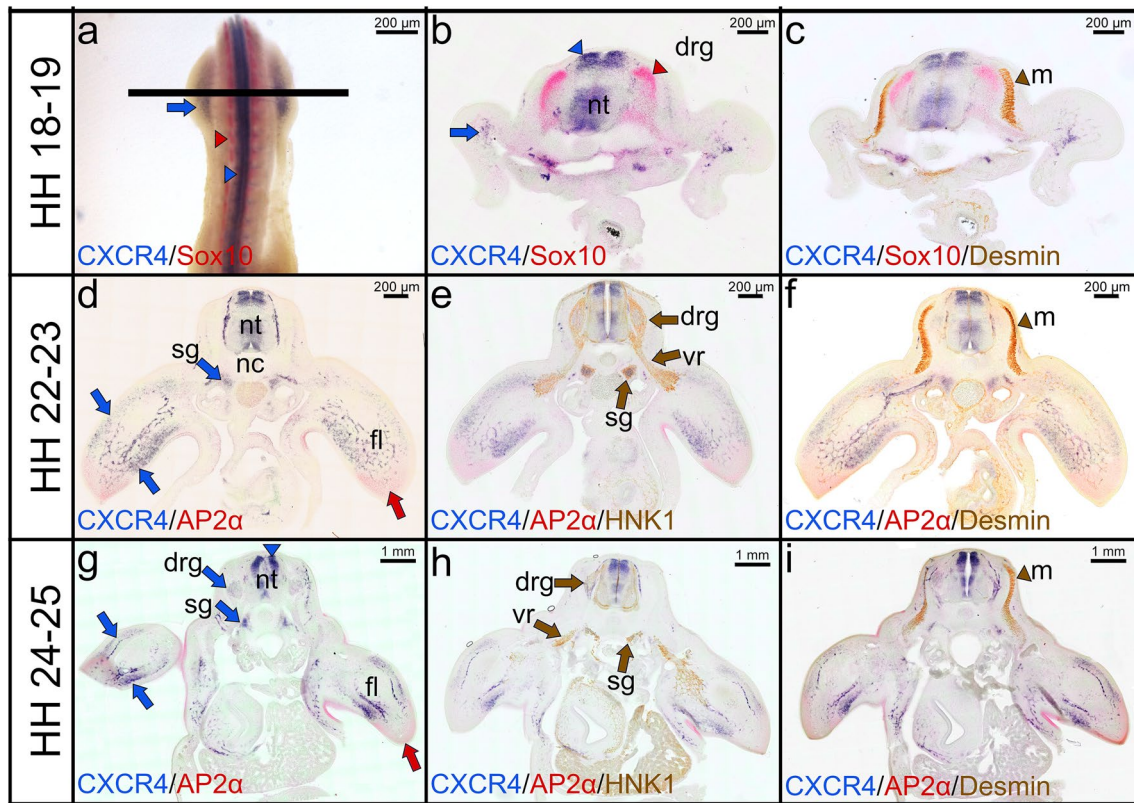 HH 18-19
a
200 µm
CXCR4/Sox10
b
drg
200 µm
nt
CXCR4/Sox10
c
200 µm
m
CXCR4/Sox10/Desmin
HH 22-23
d
200 µm
nt
sg
nc
fl
CXCR4/AP2α
e
200 µm
drg
vr
sg
CXCR4/AP2α/HNK1
f
200 µm
m
CXCR4/AP2α/Desmin
HH 24-25
g
1 mm
drg
nt
sg
fl
CXCR4/AP2α
h
1 mm
drg
vr
sg
CXCR4/AP2α/HNK1
i
1 mm
m
CXCR4/AP2α/Desmin